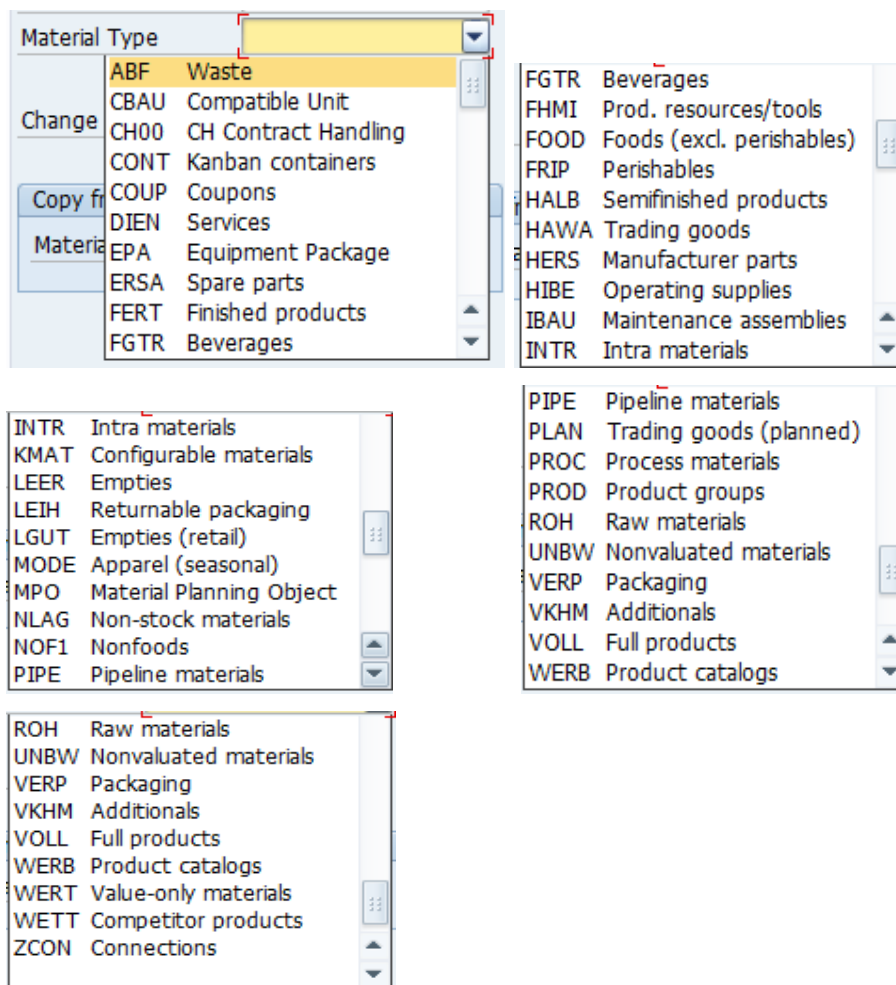 Material Type
ABF Waste
CBAU Compatible Unit
Change
CH00 CH Contract Handling
CONT Kanban containers
Copy fr
COUP Coupons
DIEN Services
Materia
EPA Equipment Package
ERSA Spare parts
FERT Finished products
FGTR Beverages
FGTR Beverages
FHMI Prod. resources/tools
FOOD Foods (excl. perishables)
FRIP Perishables
HALB Semifinished products
HAWA Trading goods
HERS Manufacturer parts
HIBE Operating supplies
IBAU Maintenance assemblies
INTR Intra materials
INTR Intra materials
KMAT Configurable materials
LEER Empties
LEIH Returnable packaging
LGUT Empties (retail)
MODE Apparel (seasonal)
MPO Material Planning Object
NLAG Non-stock materials
NOF1 Nonfoods
PIPE Pipeline materials
PIPE Pipeline materials
PLAN Trading goods (planned)
PROC Process materials
PROD Product groups
ROH Raw materials
UNBW Nonvaluated materials
VERP Packaging
VKHM Additionals
VOLL Full products
WERB Product catalogs
ROH Raw materials
UNBW Nonvaluated materials
VERP Packaging
VKHM Additionals
VOLL Full products
WERB Product catalogs
WERT Value-only materials
WETT Competitor products
ZCON Connections